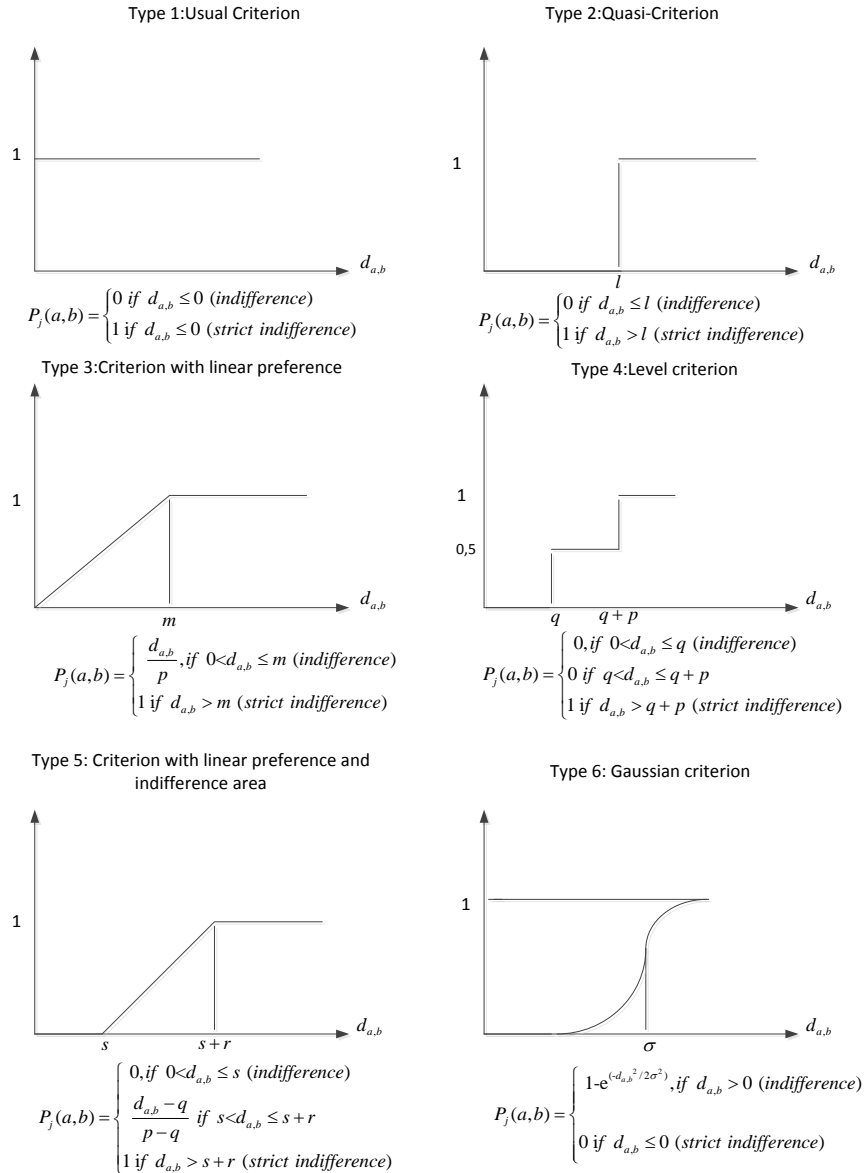 Type 1:Usual Criterion
1
d_{a,b}
P_j(a,b) = {0 if d_{a,b} ≤ 0 (indifference)
1 if d_{a,b} ≤ 0 (strict indifference)
Type 2:Quasi-Criterion
1
l
d_{a,b}
P_j(a,b) = {0 if d_{a,b} ≤ l (indifference)
1 if d_{a,b} > l (strict indifference)
Type 3:Criterion with linear preference
1
m
d_{a,b}
P_j(a,b) = {d_{a,b}/p, if 0<d_{a,b} ≤ m (indifference)
1 if d_{a,b} > m (strict indifference)
Type 4:Level criterion
1
0,5
q
q + p
d_{a,b}
P_j(a,b) = {0, if 0<d_{a,b} ≤ q (indifference)
0 if q<d_{a,b} ≤ q + p
1 if d_{a,b} > q + p (strict indifference)
Type 5: Criterion with linear preference and
indifference area
1
s
s + r
d_{a,b}
P_j(a,b) = {0, if 0<d_{a,b} ≤ s (indifference)
d_{a,b} − q / p − q if s<d_{a,b} ≤ s + r
1 if d_{a,b} > s + r (strict indifference)
Type 6: Gaussian criterion
1
σ
d_{a,b}
P_j(a,b) = {1-e^{(-d_{a,b}²/2σ²)}, if d_{a,b} > 0 (indifference)
0 if d_{a,b} ≤ 0 (strict indifference)